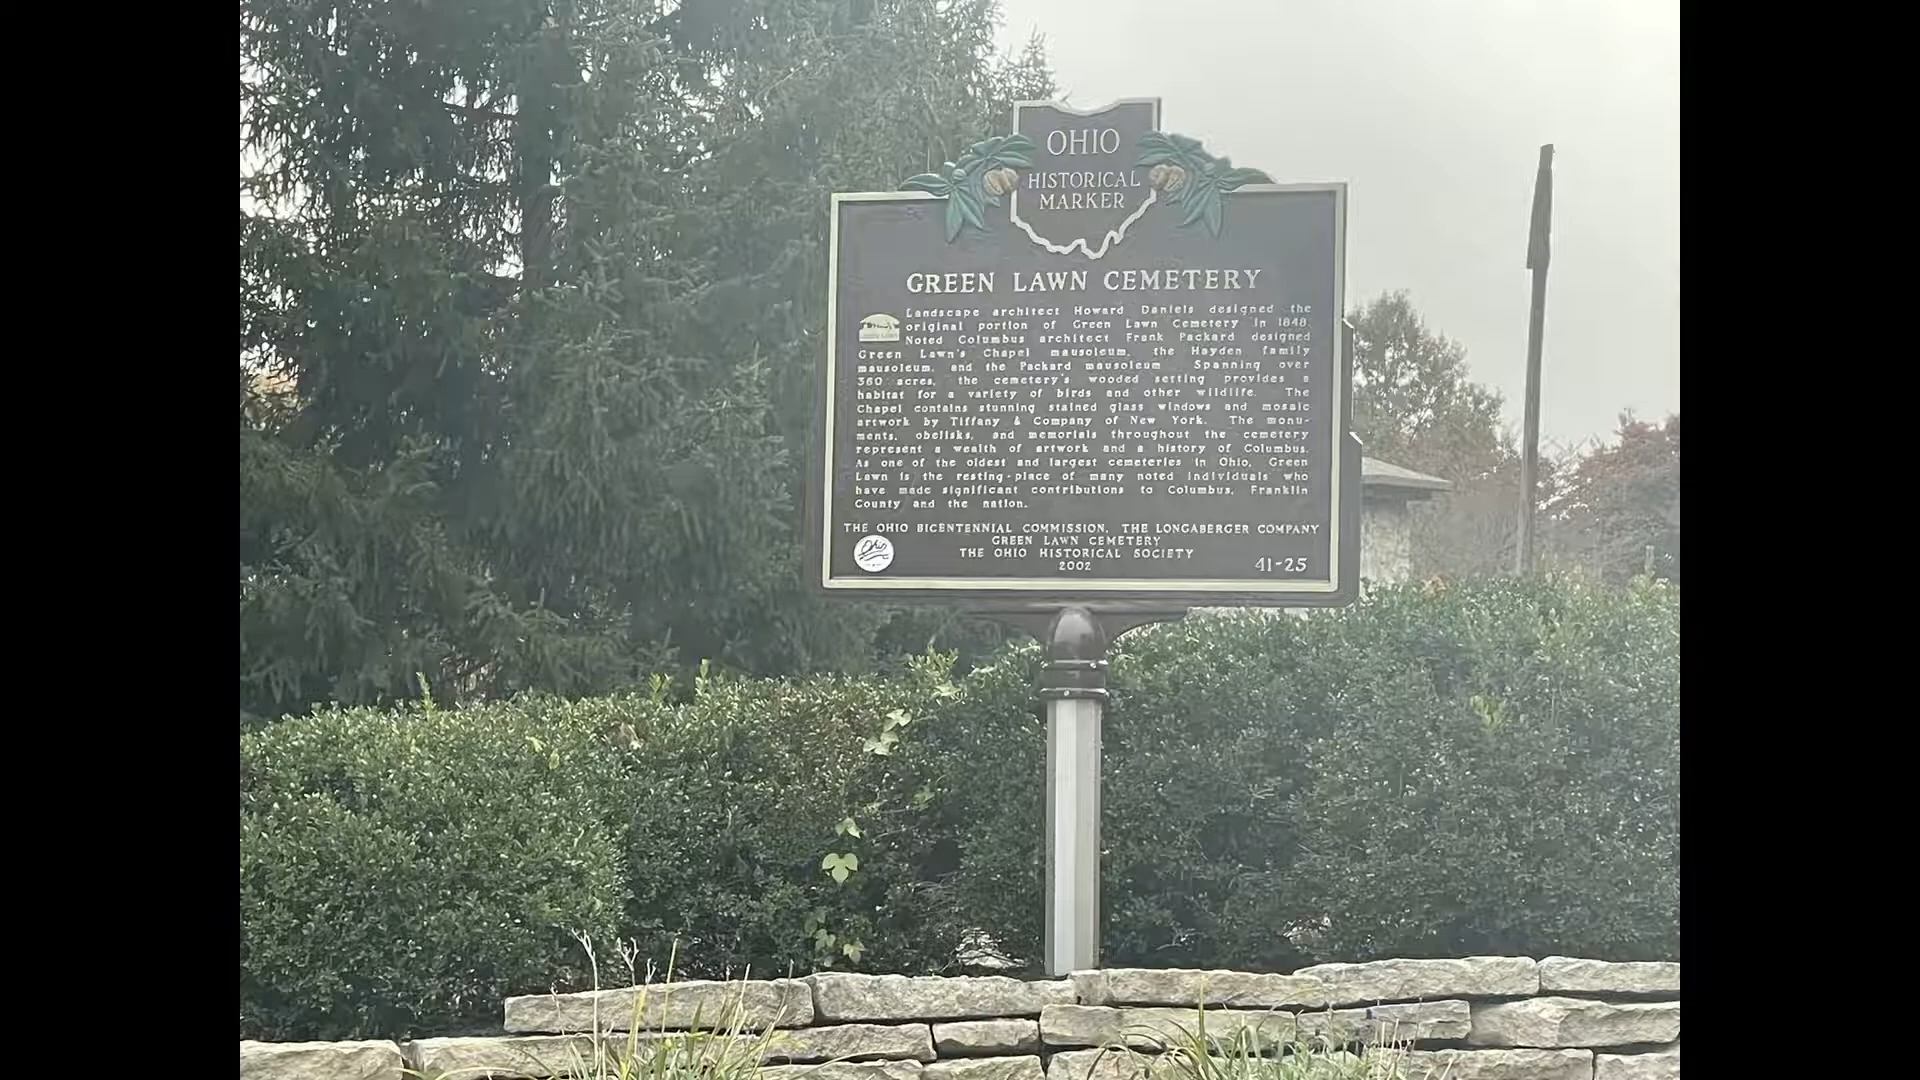 OHIO
HISTORICAL
MARKER
GREEN LAWN CEMETERY
Landscape architect Howard Daniels designed the
original portion of Green Lawn Cemetery in 1848.
Noted Columbus architect Frank Packard designed
Green Lawn's Chapel mausoleum, the Hayden family
mausoleum, and the Packard mausoleum. Spanning over
360 acres, the cemetery's wooded setting provides a
habitat for a variety of birds and other wildlife. The
Chapel contains stunning stained glass windows and mosaic
artwork by Tiffany & Company of New York. The monu-
ments, obelisks, and memorials throughout the cemetery
represent a wealth of artwork and a history of Columbus.
As one of the oldest and largest cemeteries in Ohio, Green
Lawn is the resting-place of many noted individuals who
have made significant contributions to Columbus, Franklin
County and the nation.
THE OHIO BICENTENNIAL COMMISSION, THE LONGABERGER COMPANY
GREEN LAWN CEMETERY
THE OHIO HISTORICAL SOCIETY
2002
41-25
Ohio